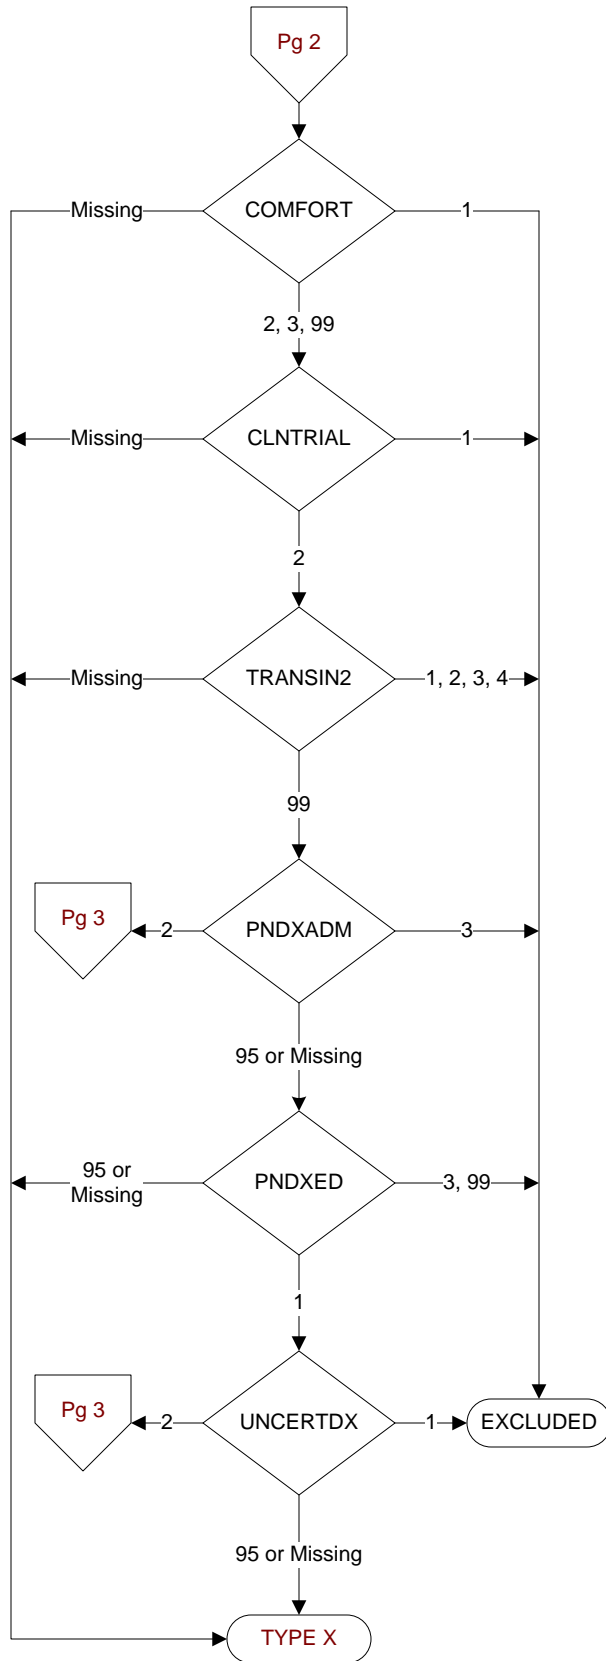 Pg 2
COMFORT
Missing
1
2, 3, 99
CLNTRIAL
Missing
1
2
TRANSIN2
Missing
1, 2, 3, 4
99
Pg 3
2
PNDXADM
3
95 or Missing
95 or
Missing
PNDXED
3, 99
1
Pg 3
2
UNCERTDX
1
EXCLUDED
95 or Missing
TYPE X